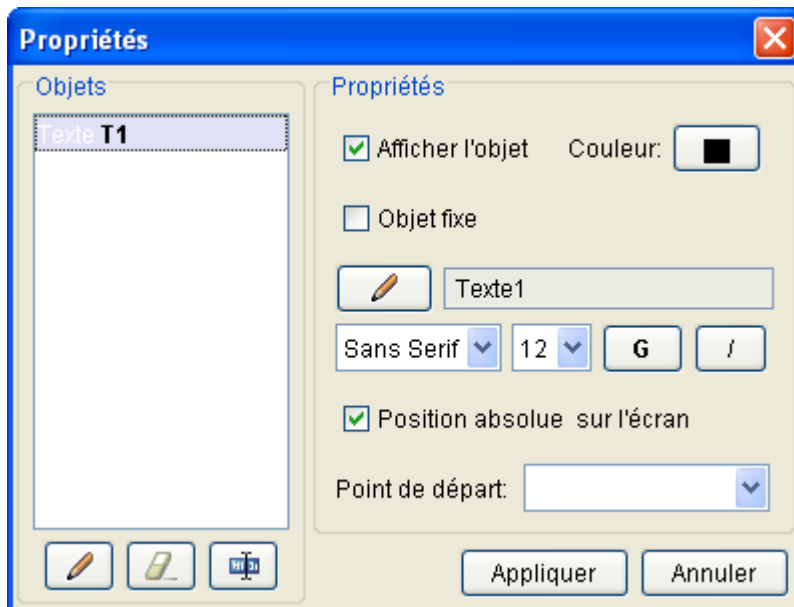 Propriétés
Objets
Texte T1
Propriétés
Afficher l'objet Couleur:
Objet fixe
Texte1
Sans Serif 12 G I
Position absolue sur l'écran
Point de départ:
Appliquer Annuler